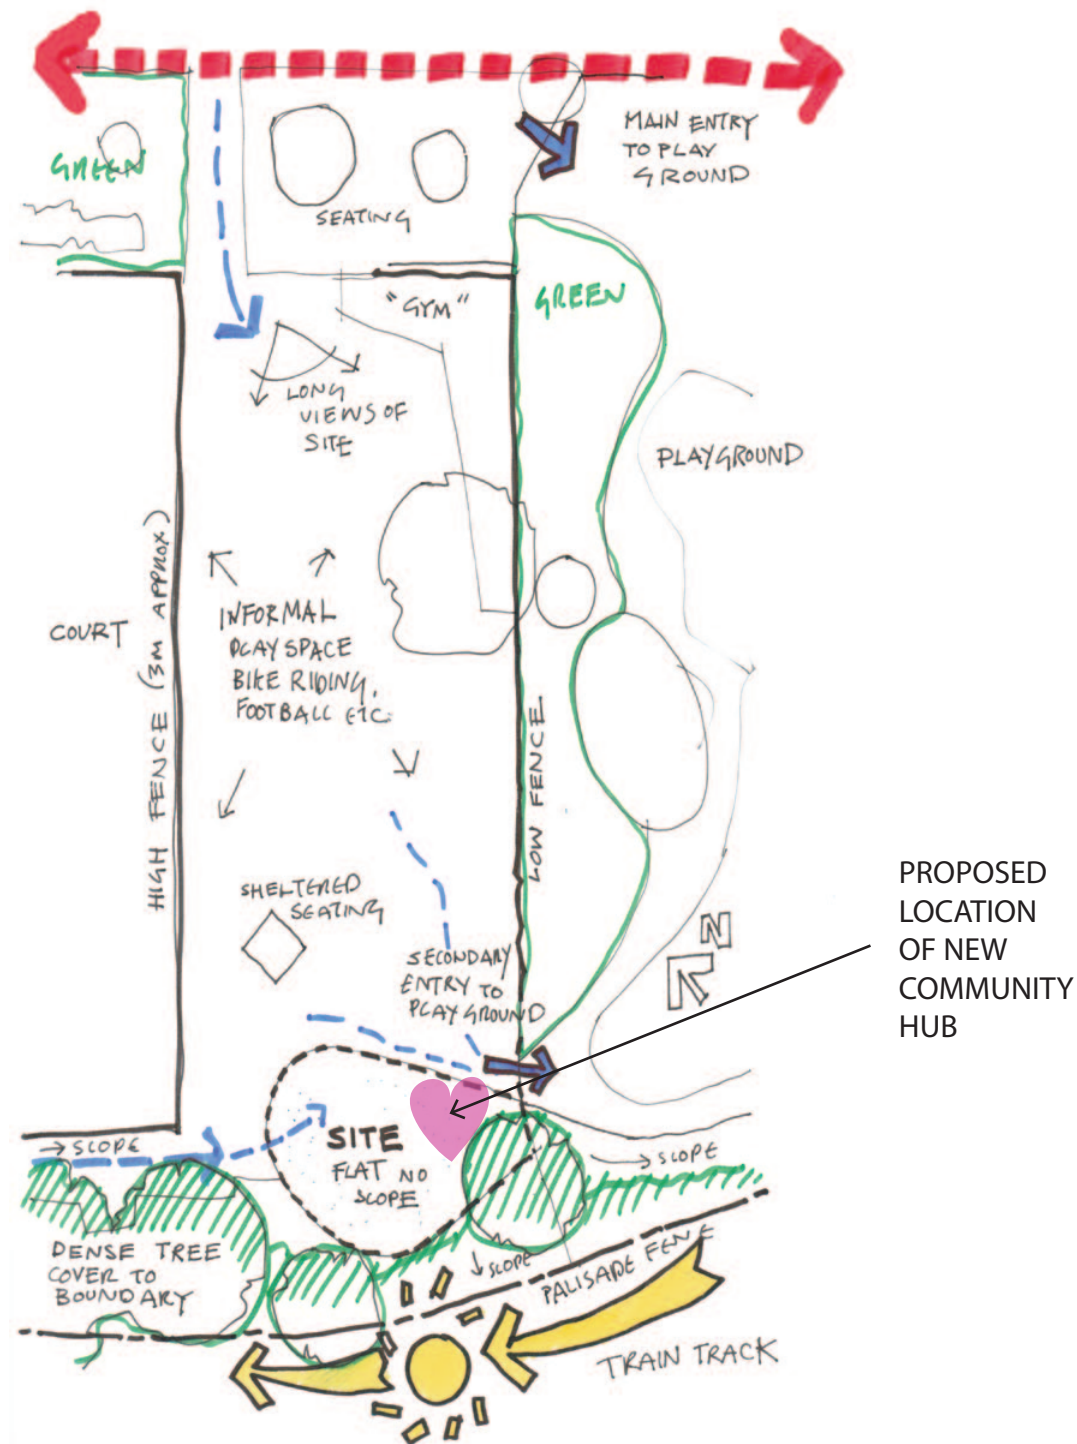 MAIN ENTRY
TO PLAY
GROUND
GREEN
SEATING
"GYM"
GREEN
LONG
VIEWS OF
SITE
PLAYGROUND
COURT
HIGH FENCE (3M APPROX)
INFORMAL
PLAY SPACE
BIKE RIDING,
FOOTBALL ETC
LOW FENCE
SHELTERED
SEATING
PROPOSED
LOCATION
OF NEW
COMMUNITY
HUB
N
SECONDARY
ENTRY TO
PLAYGROUND
SLOPE
SITE
FLAT NO
SLOPE
SLOPE
SLOPE
DENSE TREE
COVER TO
BOUNDARY
PALISADE FENCE
TRAIN TRACK